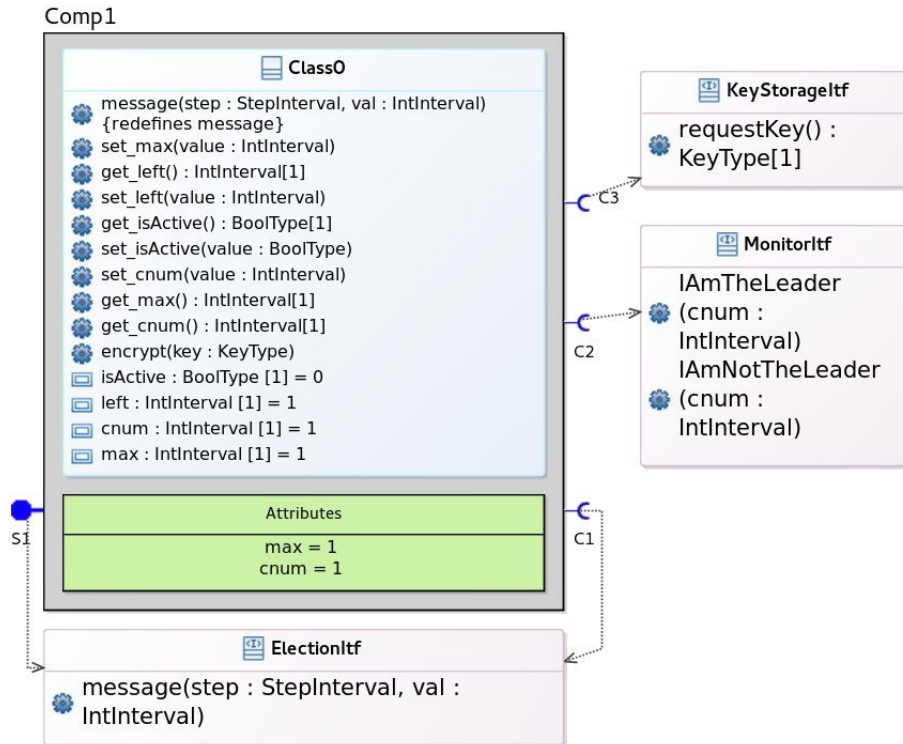 Comp1
Class0
message(step : StepInterval, val : IntInterval)
{redefines message}
set_max(value : IntInterval)
get_left() : IntInterval[1]
set_left(value : IntInterval)
get_isActive() : BoolType[1]
set_isActive(value : BoolType)
set_cnum(value : IntInterval)
get_max() : IntInterval[1]
get_cnum() : IntInterval[1]
encrypt(key : KeyType)
isActive : BoolType [1] = 0
left : IntInterval [1] = 1
cnum : IntInterval [1] = 1
max : IntInterval [1] = 1
Attributes
max = 1
cnum = 1
S1
C3
C2
C1
KeyStorageItf
requestKey() :
KeyType[1]
MonitorItf
IAmTheLeader
(cnum :
IntInterval)
IAmNotTheLeader
(cnum :
IntInterval)
ElectionItf
message(step : StepInterval, val :
IntInterval)